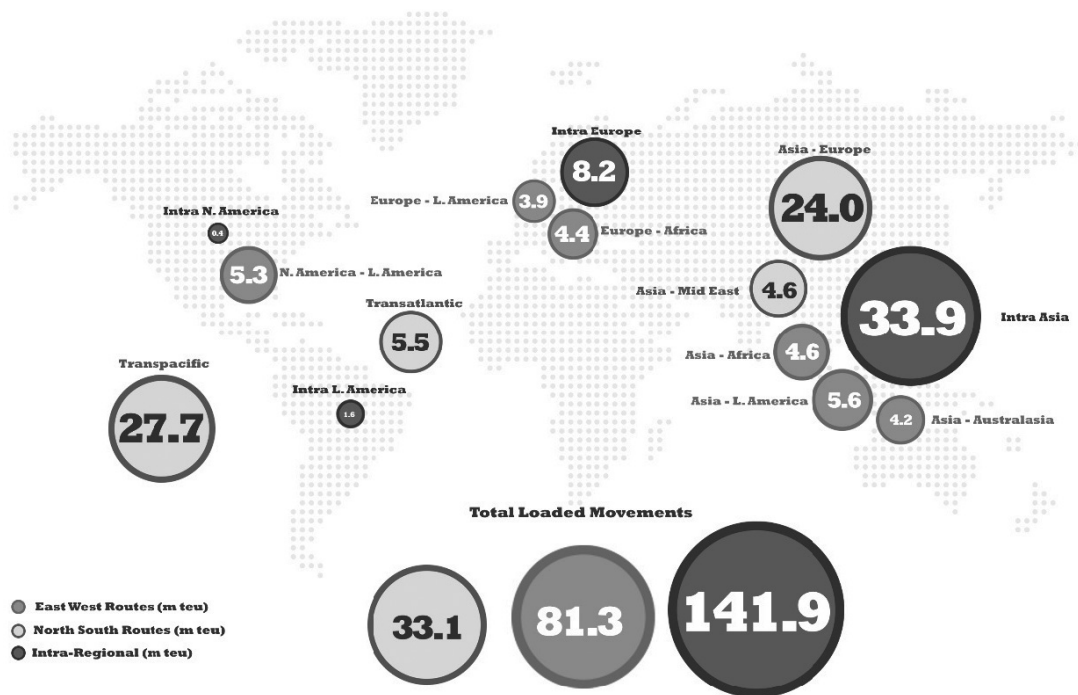 Intra Europe
8.2
Asia - Europe
24.0
Europe - L. America
3.9
Intra N. America
0.4
4.4
Europe - Africa
5.3
N. America - L. America
Asia - Mid East
4.6
33.9
Intra Asia
Transatlantic
5.5
Asia - Africa
4.6
Transpacific
27.7
Intra L. America
1.6
Asia - L. America
5.6
4.2
Asia - Australasia
Total Loaded Movements
33.1
81.3
141.9
East West Routes (m teu)
North South Routes (m teu)
Intra-Regional (m teu)